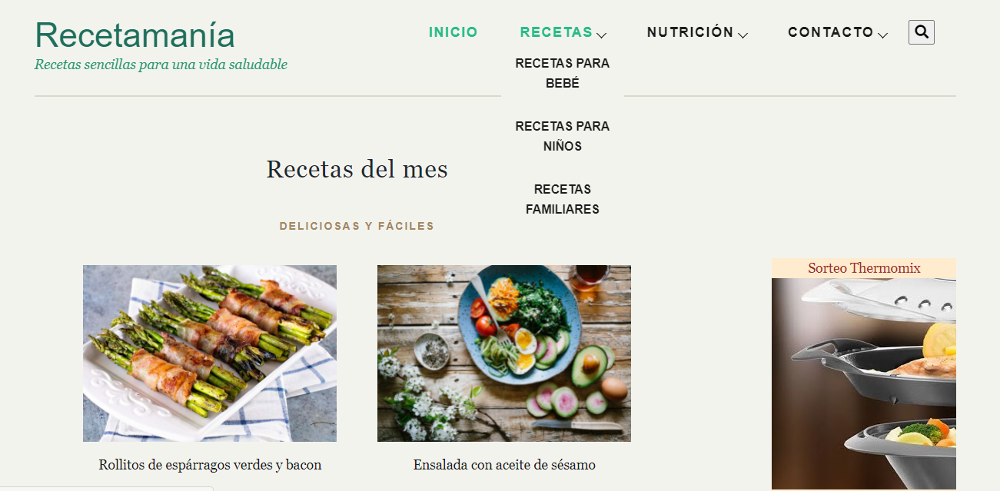 Recetamanía
Recetas sencillas para una vida saludable
INICIO
RECETAS
NUTRICIÓN
CONTACTO
RECETAS PARA
BEBÉ
RECETAS PARA
NIÑOS
RECETAS
FAMILIARES
Recetas del mes
DELICIOSAS Y FÁCILES
Rollitos de espárragos verdes y bacon
Ensalada con aceite de sésamo
Sorteo Thermomix